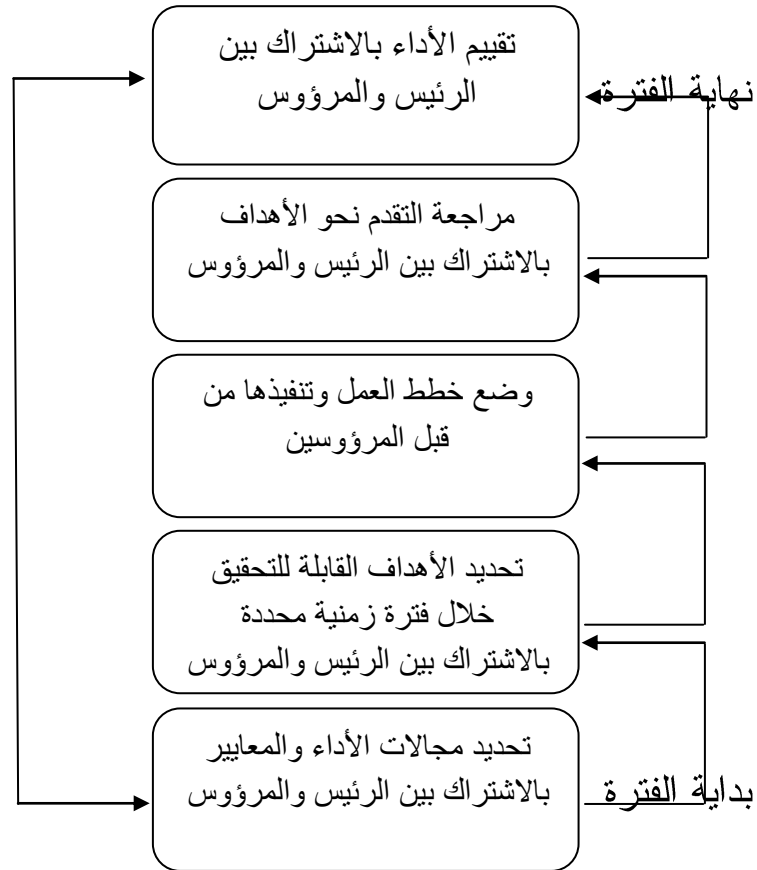 تقييم الأداء بالاشتراك بين
الرئيس والمرؤوس
نهاية الفترة
مراجعة التقدم نحو الأهداف
بالاشتراك بين الرئيس والمرؤوس
وضع خطط العمل وتنفيذها من
قبل المرؤوسين
تحديد الأهداف القابلة للتحقيق
خلال فترة زمنية محددة
بالاشتراك بين الرئيس والمرؤوس
تحديد مجالات الأداء والمعايير
بالاشتراك بين الرئيس والمرؤوس
بداية الفترة